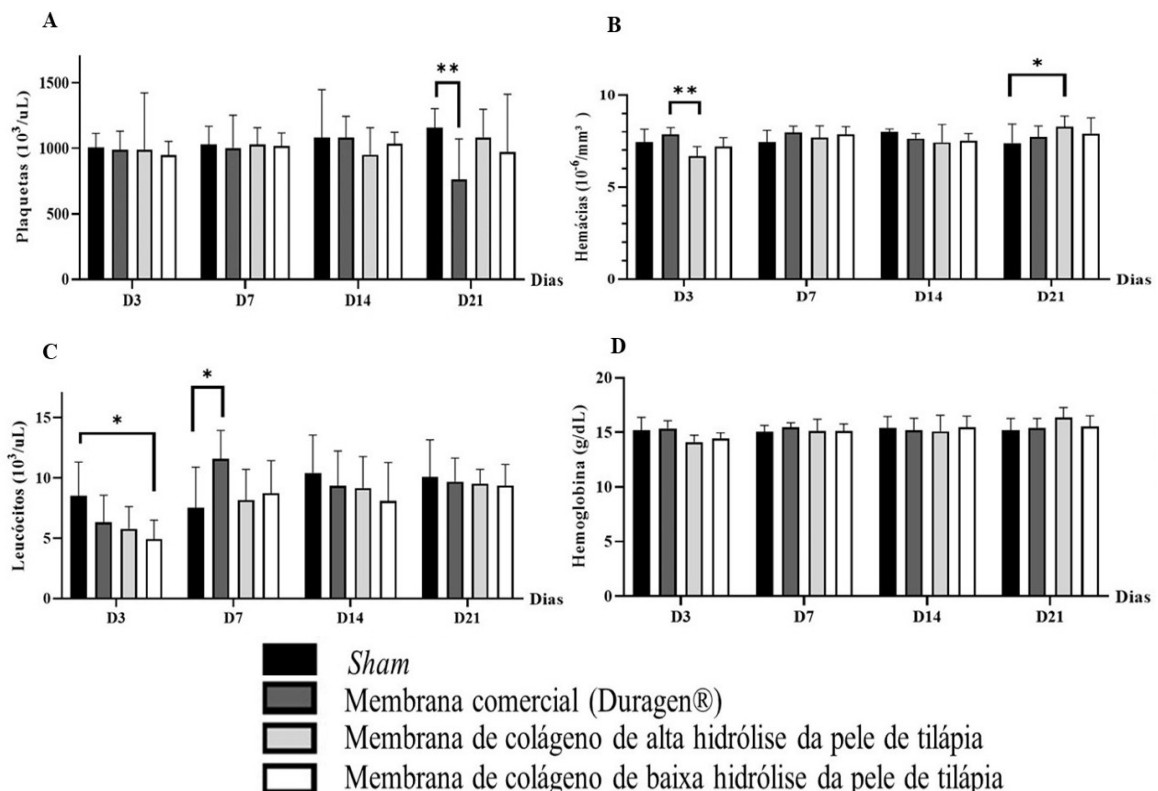 A
Plaquetas (10³/uL)
1500
1000
500
0
**
D3 D7 D14 D21
Dias
B
Hemácias (10⁻⁶/mm³ )
10
5
0
**
*
D3 D7 D14 D21
Dias
C
Leucócitos (10³/uL)
15
10
5
0
*
*
D3 D7 D14 D21
Dias
D
Hemoglobina (g/dL)
20
15
10
5
0
D3 D7 D14 D21
Dias
Sham
Membrana comercial (Duragen®)
Membrana de colágeno de alta hidrólise da pele de tilápia
Membrana de colágeno de baixa hidrólise da pele de tilápia